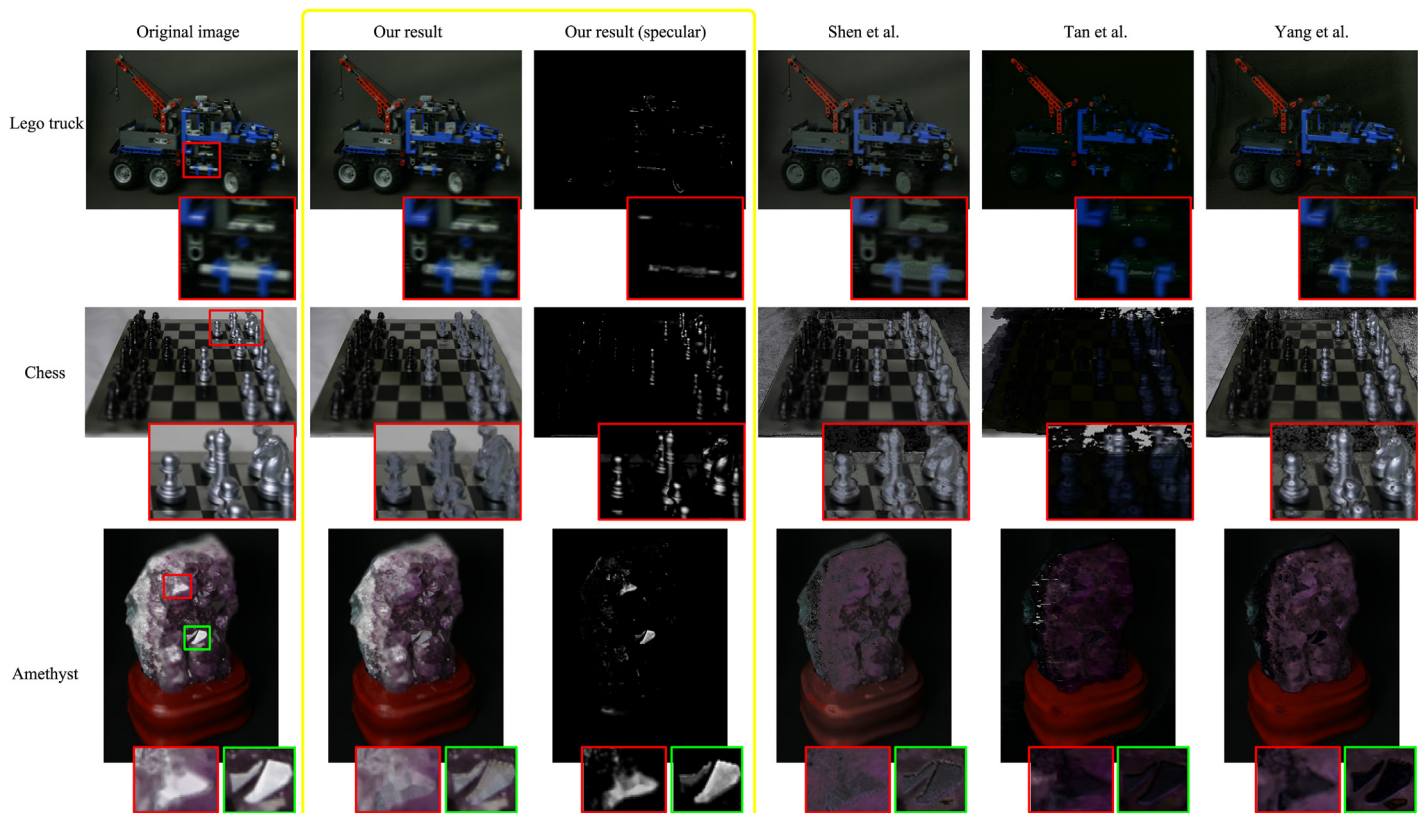 Original image
Our result
Our result (specular)
Shen et al.
Tan et al.
Yang et al.
Lego truck
Chess
Amethyst